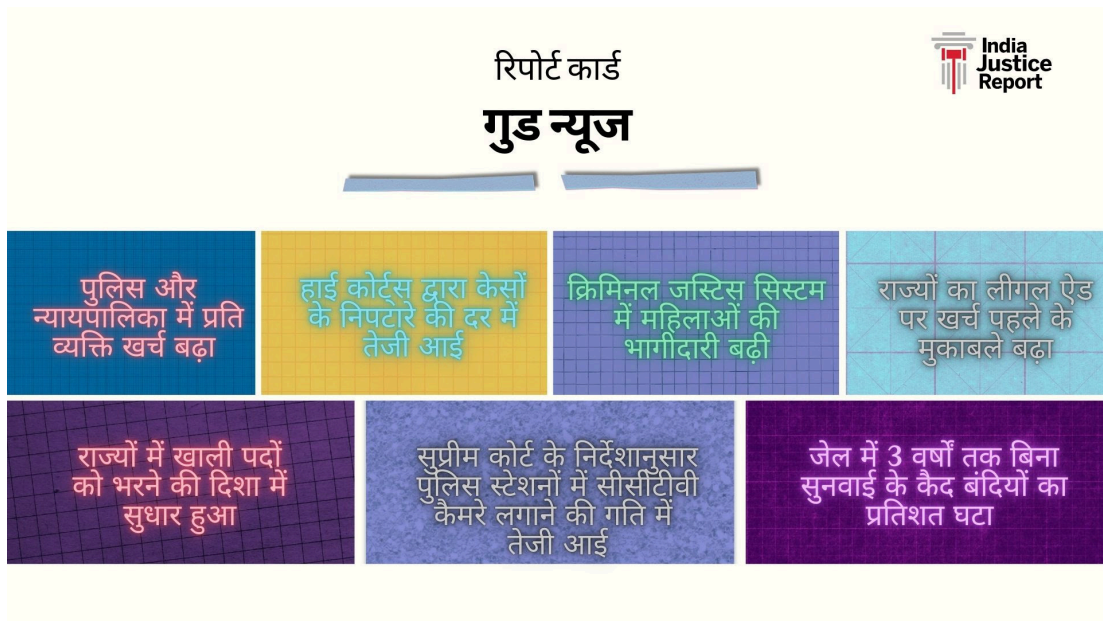 रिपोर्ट कार्ड
गुड न्यूज
India
Justice
Report
पुलिस और
न्यायपालिका में प्रति
व्यक्ति खर्च बढ़ा
हाई कोर्ट्स द्वारा केसों
के निपटारे की दर में
तेजी आई
क्रिमिनल जस्टिस सिस्टम
में महिलाओं की
भागीदारी बढ़ी
राज्यों का लीगल ऐड
पर खर्च पहले के
मुकाबले बढ़ा
राज्यों में खाली पदों
को भरने की दिशा में
सुधार हुआ
सुप्रीम कोर्ट के निर्देशानुसार
पुलिस स्टेशनों में सीसीटीवी
कैमरे लगाने की गति में
तेजी आई
जेल में 3 वर्षों तक बिना
सुनवाई के कैद बंदियों का
प्रतिशत घटा